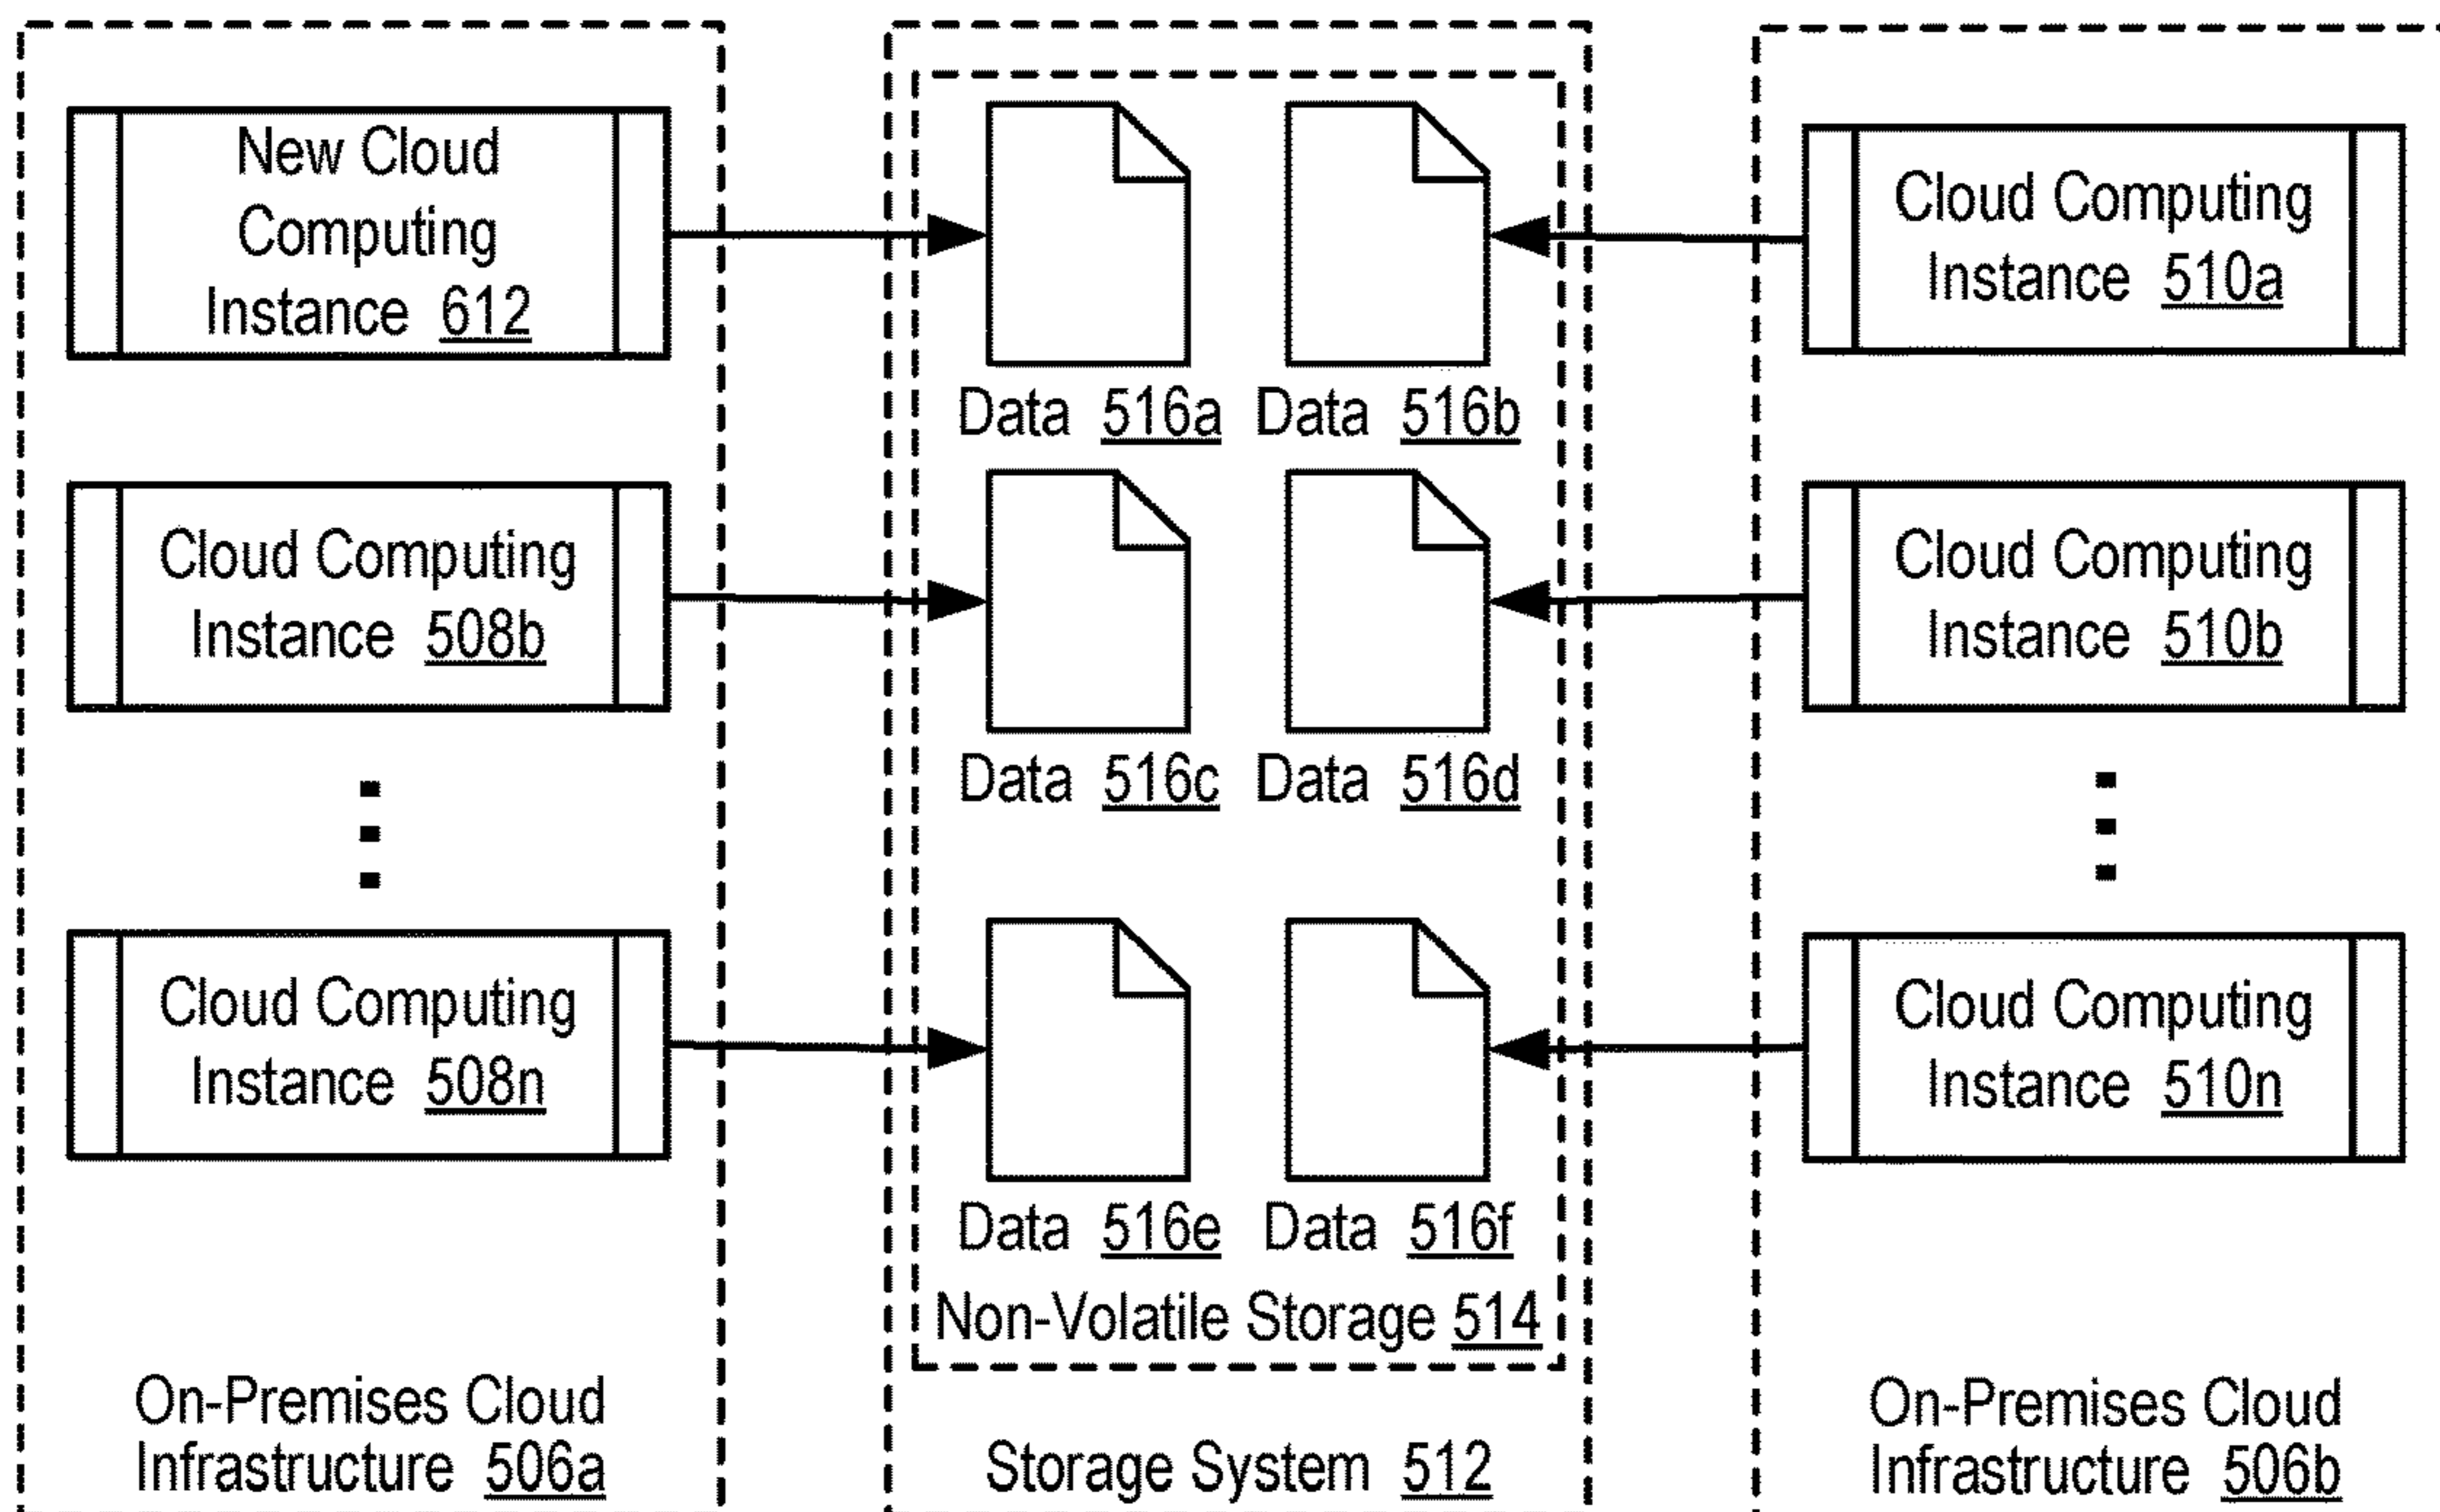 New Cloud
Computing
Instance 612
Cloud Computing
Instance 508b
Cloud Computing
Instance 508n
On-Premises Cloud
Infrastructure 506a
Data 516a Data 516b
Data 516c Data 516d
Data 516e Data 516f
Non-Volatile Storage 514
Storage System 512
Cloud Computing
Instance 510a
Cloud Computing
Instance 510b
Cloud Computing
Instance 510n
On-Premises Cloud
Infrastructure 506b